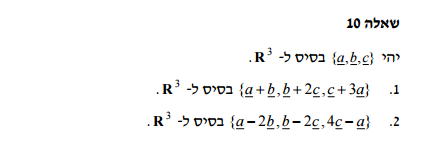 שאלה 10
יהי {a,b,c} בסיס ל- R³.
1. {a+b,b+2c,c+3a} בסיס ל- R³.
2. {a−2b,b−2c,4c−a} בסיס ל- R³.